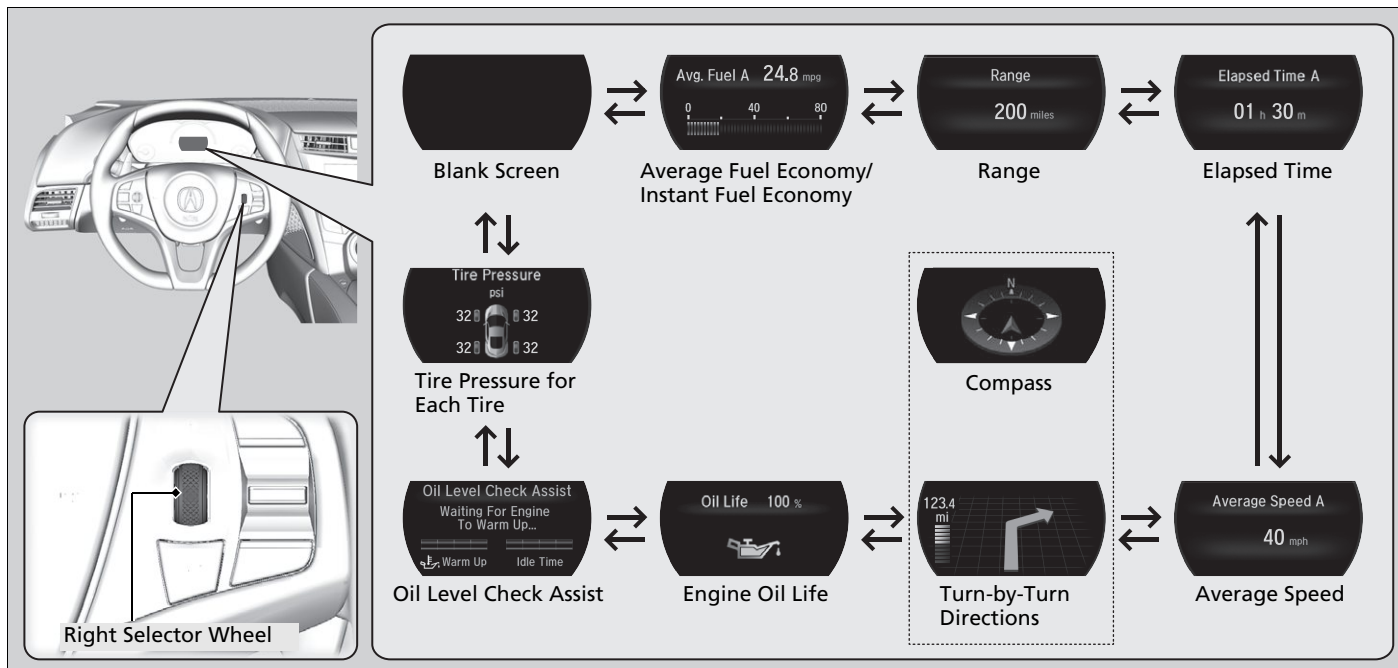 Avg. Fuel A 24.8 mpg
0 40 80
Range
200 miles
Elapsed Time A
01 h 30 m
Blank Screen
Average Fuel Economy/
Instant Fuel Economy
Range
Elapsed Time
Tire Pressure
psi
32 32
32 32
Tire Pressure for
Each Tire
N
Compass
Oil Level Check Assist
Waiting For Engine
To Warm Up...
Warm Up Idle Time
Oil Level Check Assist
Oil Life 100 %
Engine Oil Life
123.4
mi
Turn-by-Turn
Directions
Average Speed A
40 mph
Average Speed
Right Selector Wheel